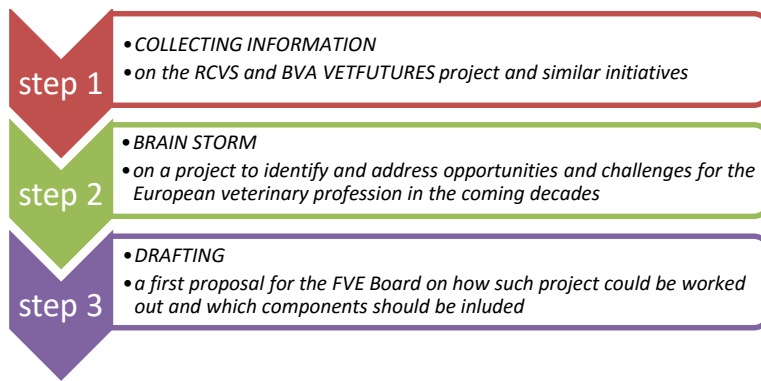 step 1
•COLLECTING INFORMATION
•on the RCVS and BVA VETFUTURES project and similar initiatives
step 2
•BRAIN STORM
•on a project to identify and address opportunities and challenges for the
European veterinary profession in the coming decades
step 3
•DRAFTING
•a first proposal for the FVE Board on how such project could be worked
out and which components should be inluded